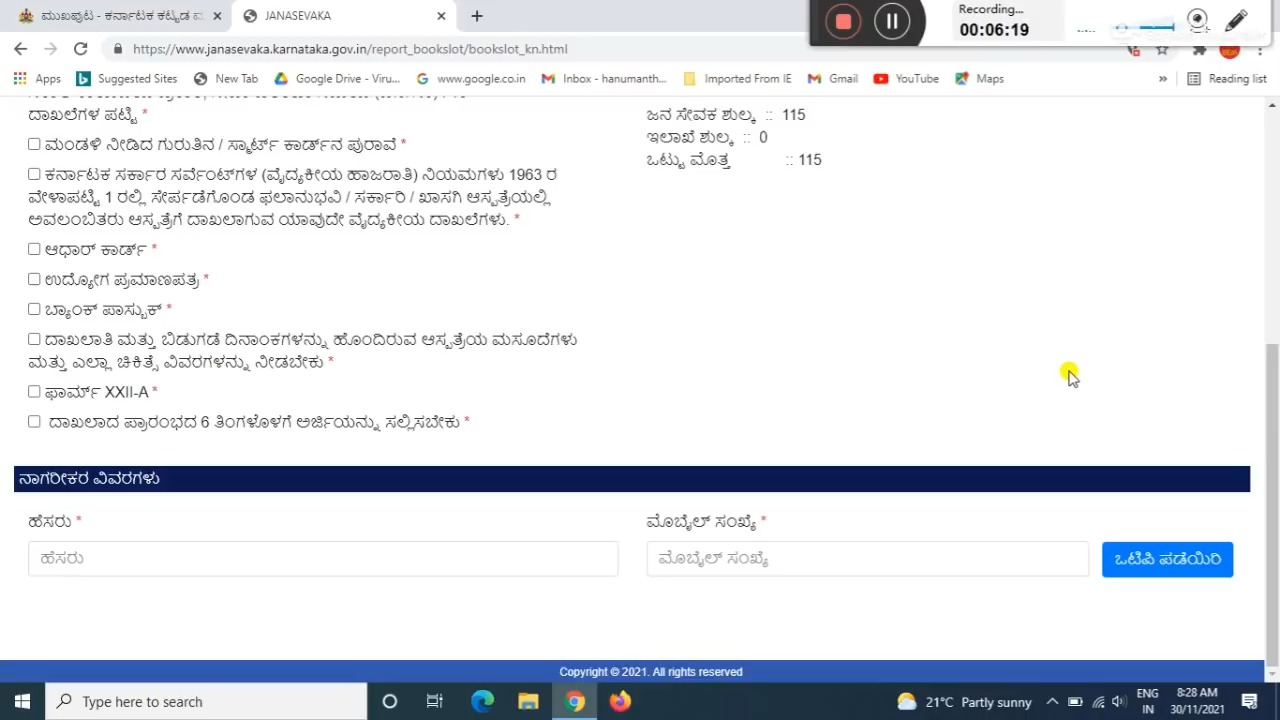 ಮುಖಪುಟ - ಕರ್ನಾಟಕ ಕಟ್ಟಡ ಮ
JANASEVAKA
Recording...
00:06:19
https://www.janasevaka.karnataka.gov.in/report_bookslot/bookslot_kn.html
Apps
Suggested Sites
New Tab
Google Drive - Viru...
www.google.co.in
Inbox - hanumanth...
Imported From IE
Gmail
YouTube
Maps
»
Reading list
ದಾಖಲೆಗಳ ಪಟ್ಟಿ *
ಜನ ಸೇವಕ ಶುಲ್ಕ :: 115
ಇಲಾಖೆ ಶುಲ್ಕ :: 0
ಒಟ್ಟು ಮೊತ್ತ :: 115
ಮಂಡಳಿ ನೀಡಿದ ಗುರುತಿನ / ಸ್ಮಾರ್ಟ್ ಕಾರ್ಡ್‌ನ ಪುರಾವೆ *
ಕರ್ನಾಟಕ ಸರ್ಕಾರ ಸರ್ವೆಂಟ್‌ಗಳ (ವೈದ್ಯಕೀಯ ಹಾಜರಾತಿ) ನಿಯಮಗಳು 1963 ರ
ವೇಳಾಪಟ್ಟಿ 1 ರಲ್ಲಿ ಸೇರ್ಪಡೆಗೊಂಡ ಫಲಾನುಭವಿ / ಸರ್ಕಾರಿ / ಖಾಸಗಿ ಆಸ್ಪತ್ರೆಯಲ್ಲಿ
ಅವಲಂಬಿತರು ಆಸ್ಪತ್ರೆಗೆ ದಾಖಲಾಗುವ ಯಾವುದೇ ವೈದ್ಯಕೀಯ ದಾಖಲೆಗಳು. *
ಆಧಾರ್ ಕಾರ್ಡ್ *
ಉದ್ಯೋಗ ಪ್ರಮಾಣಪತ್ರ *
ಬ್ಯಾಂಕ್ ಪಾಸ್ಬುಕ್ *
ದಾಖಲಾತಿ ಮತ್ತು ಬಿಡುಗಡೆ ದಿನಾಂಕಗಳನ್ನು ಹೊಂದಿರುವ ಆಸ್ಪತ್ರೆಯ ಮಸೂದೆಗಳು
ಮತ್ತು ಎಲ್ಲಾ ಚಿಕಿತ್ಸೆ ವಿವರಗಳನ್ನು ನೀಡಬೇಕು *
ಫಾರ್ಮ್ XXII-A *
ದಾಖಲಾದ ಪ್ರಾರಂಭದ 6 ತಿಂಗಳೊಳಗೆ ಅರ್ಜಿಯನ್ನು ಸಲ್ಲಿಸಬೇಕು *
ನಾಗರೀಕರ ವಿವರಗಳು
ಹೆಸರು *
ಮೊಬೈಲ್ ಸಂಖ್ಯೆ *
ಹೆಸರು
ಮೊಬೈಲ್ ಸಂಖ್ಯೆ
ಒಟಿಪಿ ಪಡೆಯಿರಿ
Copyright © 2021. All rights reserved
Type here to search
21°C Partly sunny
ENG
IN
8:28 AM
30/11/2021